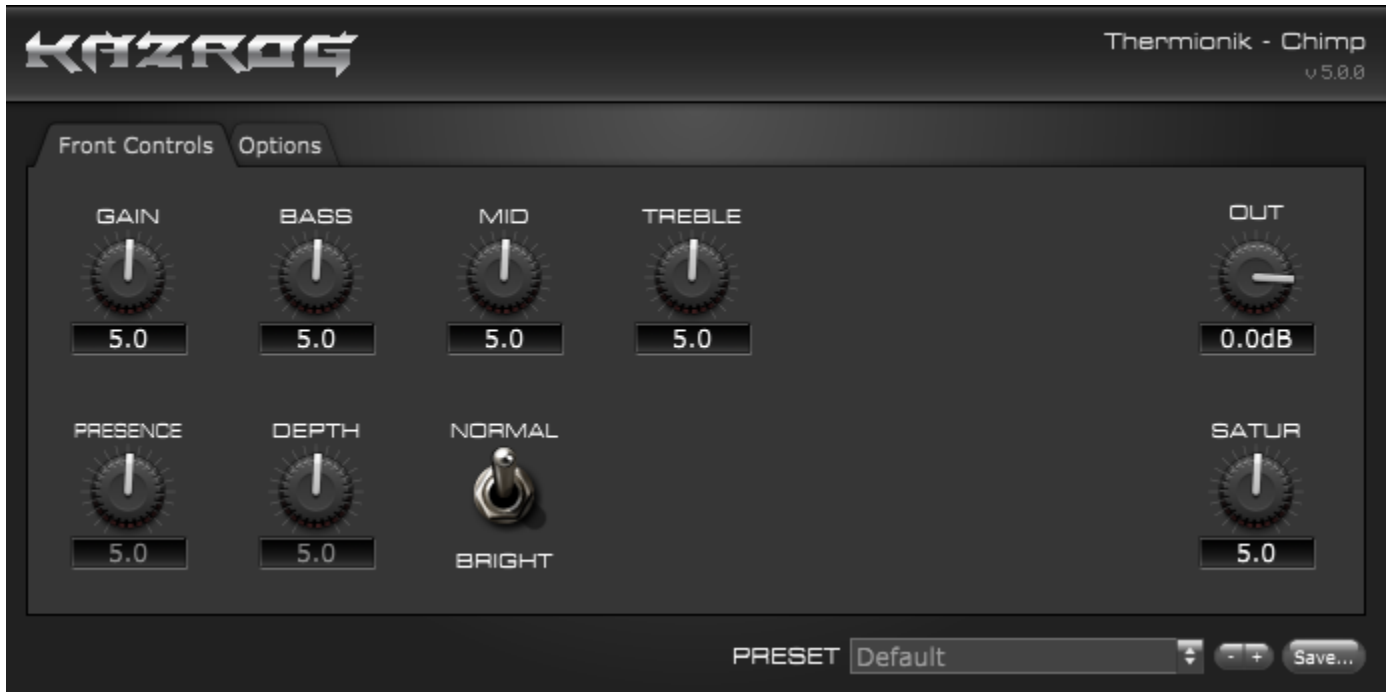 KAZROG
Thermionik - Chimp
v 5.0.0
Front Controls Options
GAIN BASS MID TREBLE OUT
5.0 5.0 5.0 5.0 0.0dB
PRESENCE DEPTH NORMAL SATUR
5.0 5.0 BRIGHT 5.0
PRESET Default - + Save...